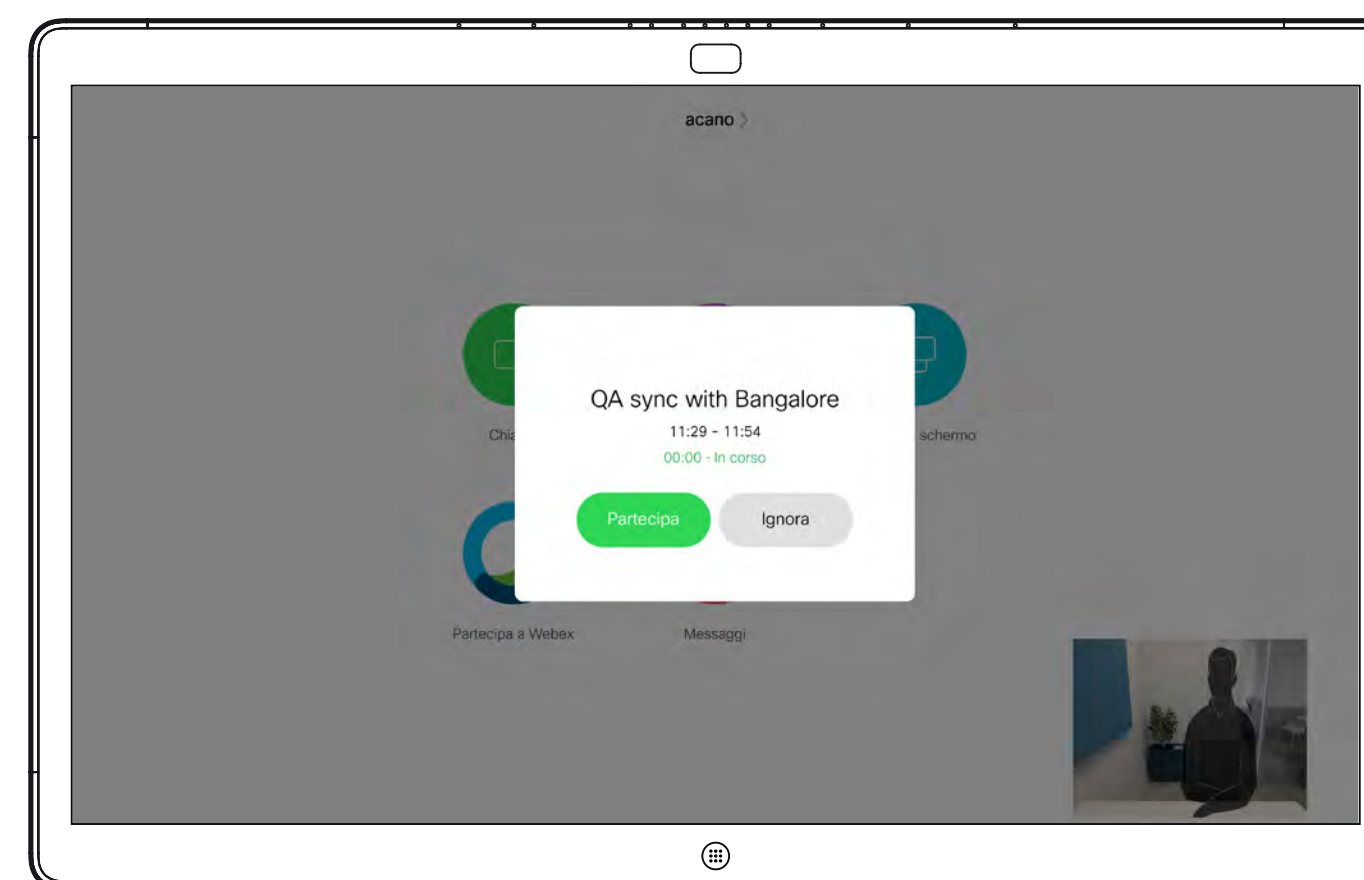 acano
QA sync with Bangalore
11:29 - 11:54
00:00 - In corso
Partecipa
Ignora
schermo
Partecipa a Webex
Messaggi